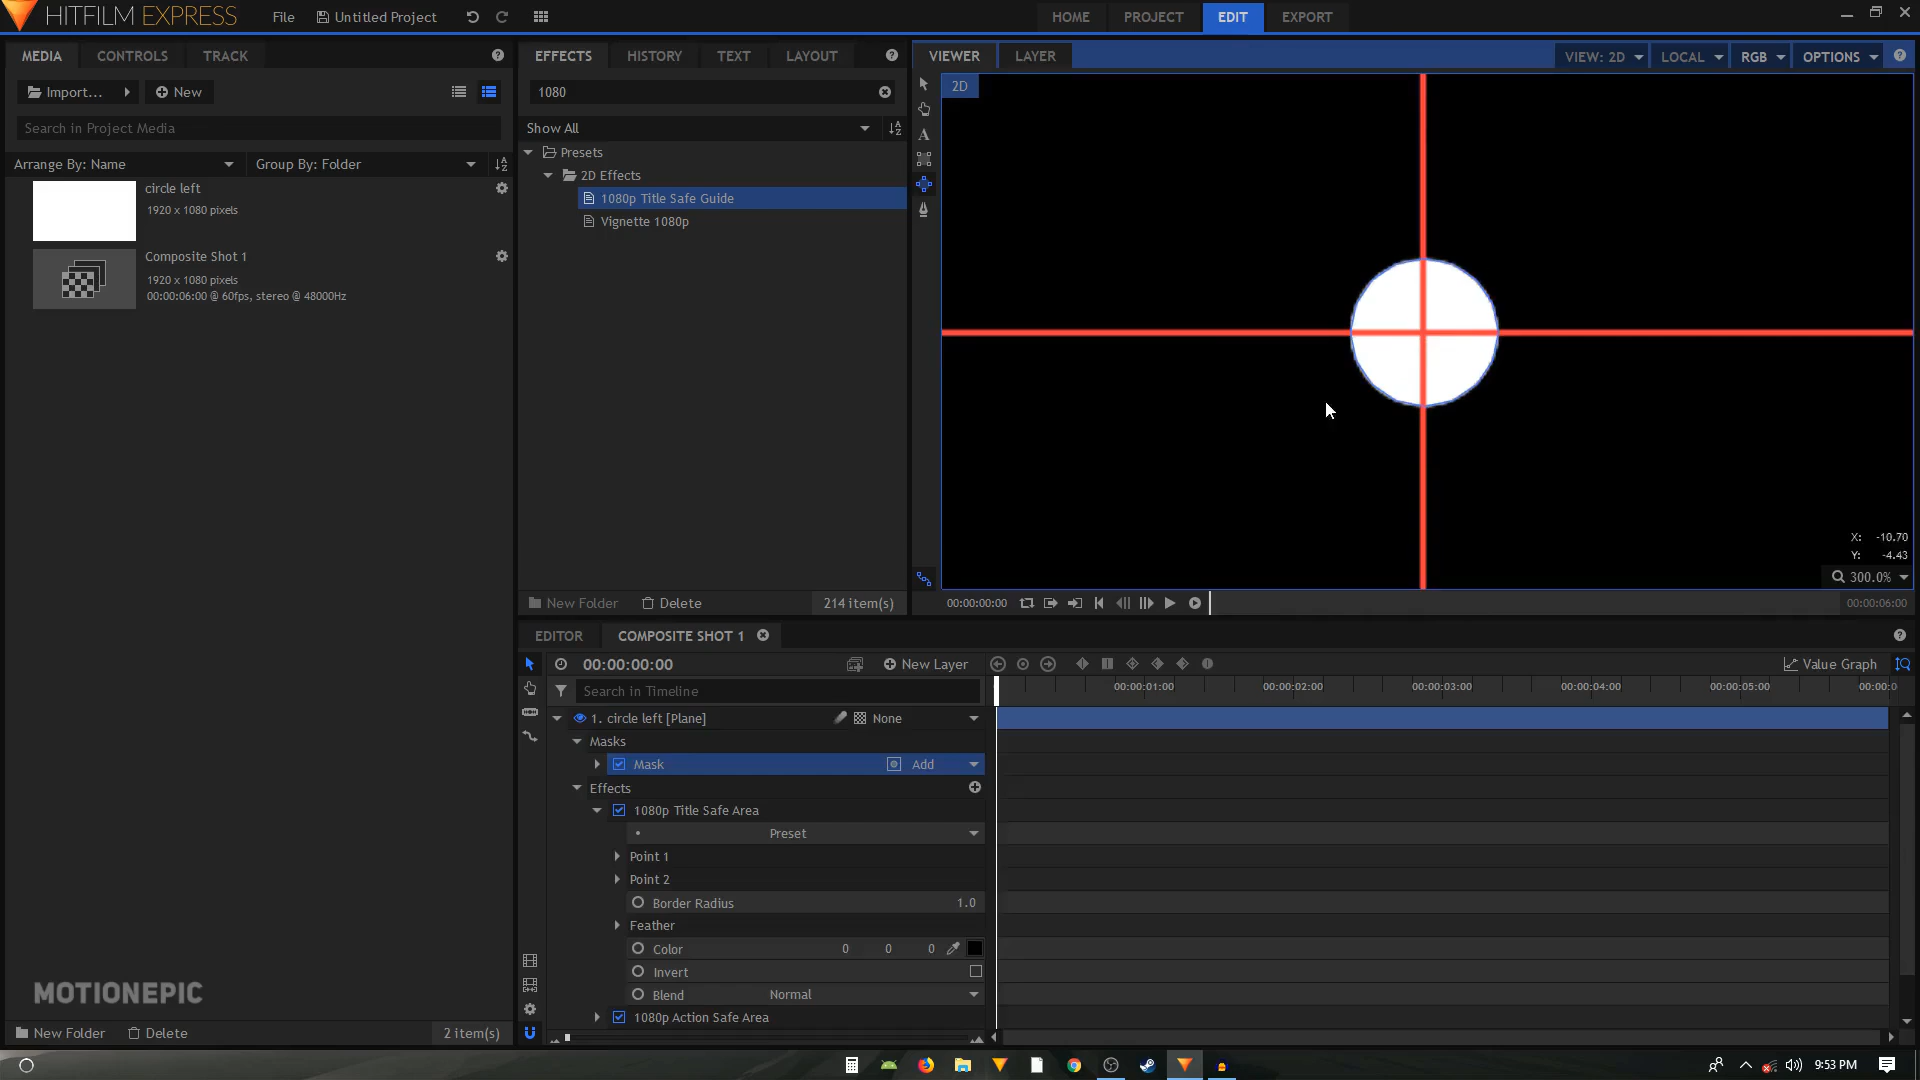 HITFILM EXPRESS
File
Untitled Project
HOME
PROJECT
EDIT
EXPORT
MEDIA
CONTROLS
TRACK
Import...
New
Search in Project Media
Arrange By: Name
Group By: Folder
circle left
1920 x 1080 pixels
Composite Shot 1
1920 x 1080 pixels
00:00:06:00 @ 60fps, stereo @ 48000Hz
MOTIONEPIC
New Folder
Delete
2 item(s)
EFFECTS
HISTORY
TEXT
LAYOUT
1080
Show All
Presets
2D Effects
1080p Title Safe Guide
Vignette 1080p
New Folder
Delete
214 item(s)
VIEWER
LAYER
VIEW: 2D
LOCAL
RGB
OPTIONS
2D
A
X: -10.70
Y: -4.43
300.0%
00:00:00:00
00:00:06:00
EDITOR
COMPOSITE SHOT 1
00:00:00:00
New Layer
Value Graph
Search in Timeline
00:00:01:00
00:00:02:00
00:00:03:00
00:00:04:00
00:00:05:00
00:00:0
1. circle left [Plane]
None
Masks
Mask
Add
Effects
1080p Title Safe Area
Preset
Point 1
Point 2
Border Radius
1.0
Feather
Color
0 0 0
Invert
Blend
Normal
1080p Action Safe Area
9:53 PM